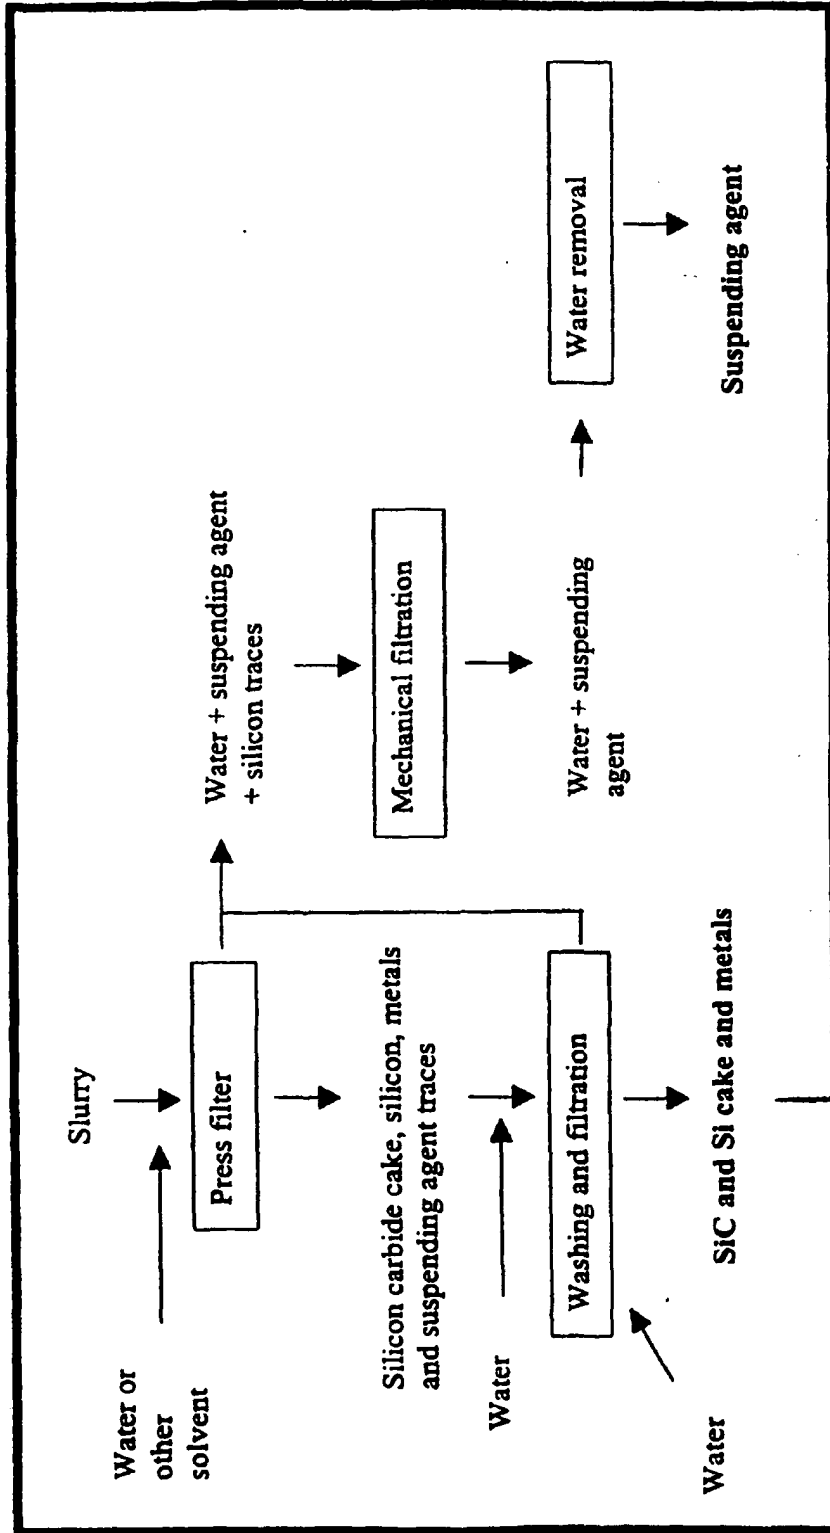 Slurry
Water or
other
solvent
Press filter
Water + suspending agent
+ silicon traces
Silicon carbide cake, silicon, metals
and suspending agent traces
Mechanical filtration
Water
Washing and filtration
Water + suspending
agent
Water removal
Water
SiC and Si cake and metals
Suspending agent